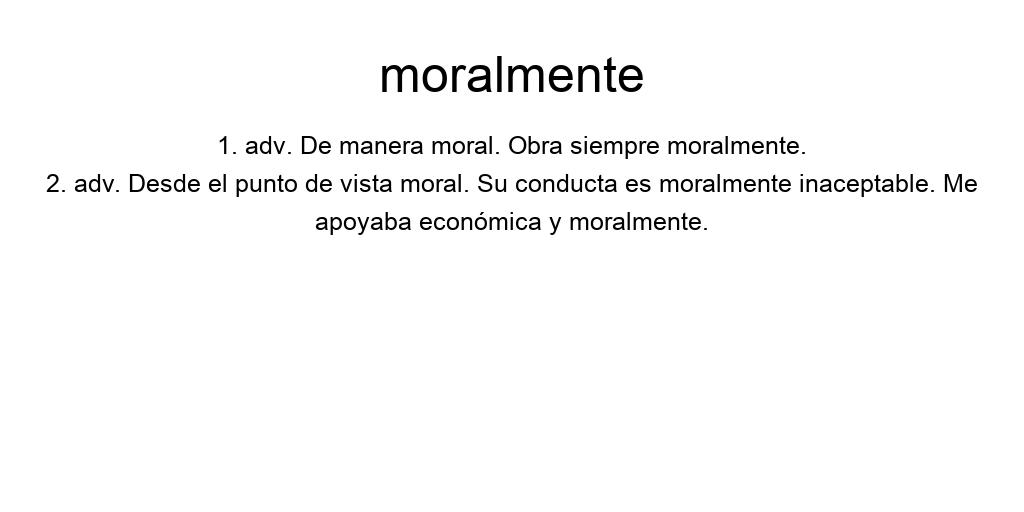 moralmente
1. adv. De manera moral. Obra siempre moralmente.
2. adv. Desde el punto de vista moral. Su conducta es moralmente inaceptable. Me
apoyaba económica y moralmente.